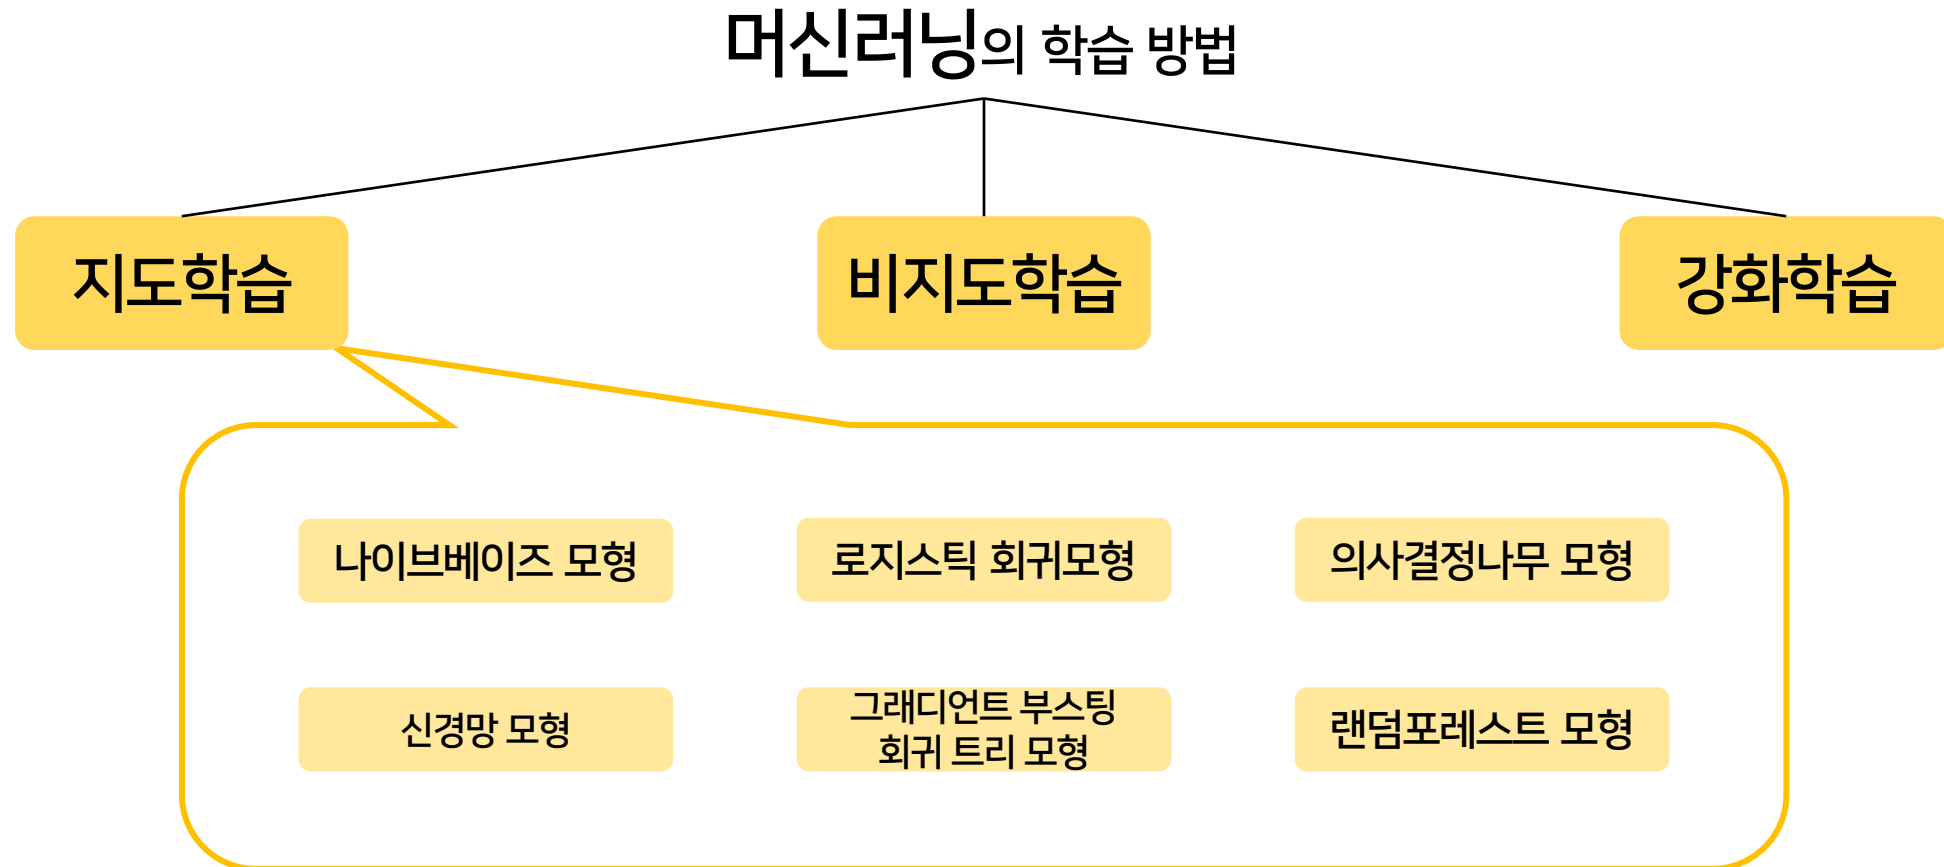 머신러닝의 학습 방법
지도학습
비지도학습
강화학습
나이브베이즈 모형
로지스틱 회귀모형
의사결정나무 모형
신경망 모형
그래디언트 부스팅
회귀 트리 모형
랜덤포레스트 모형